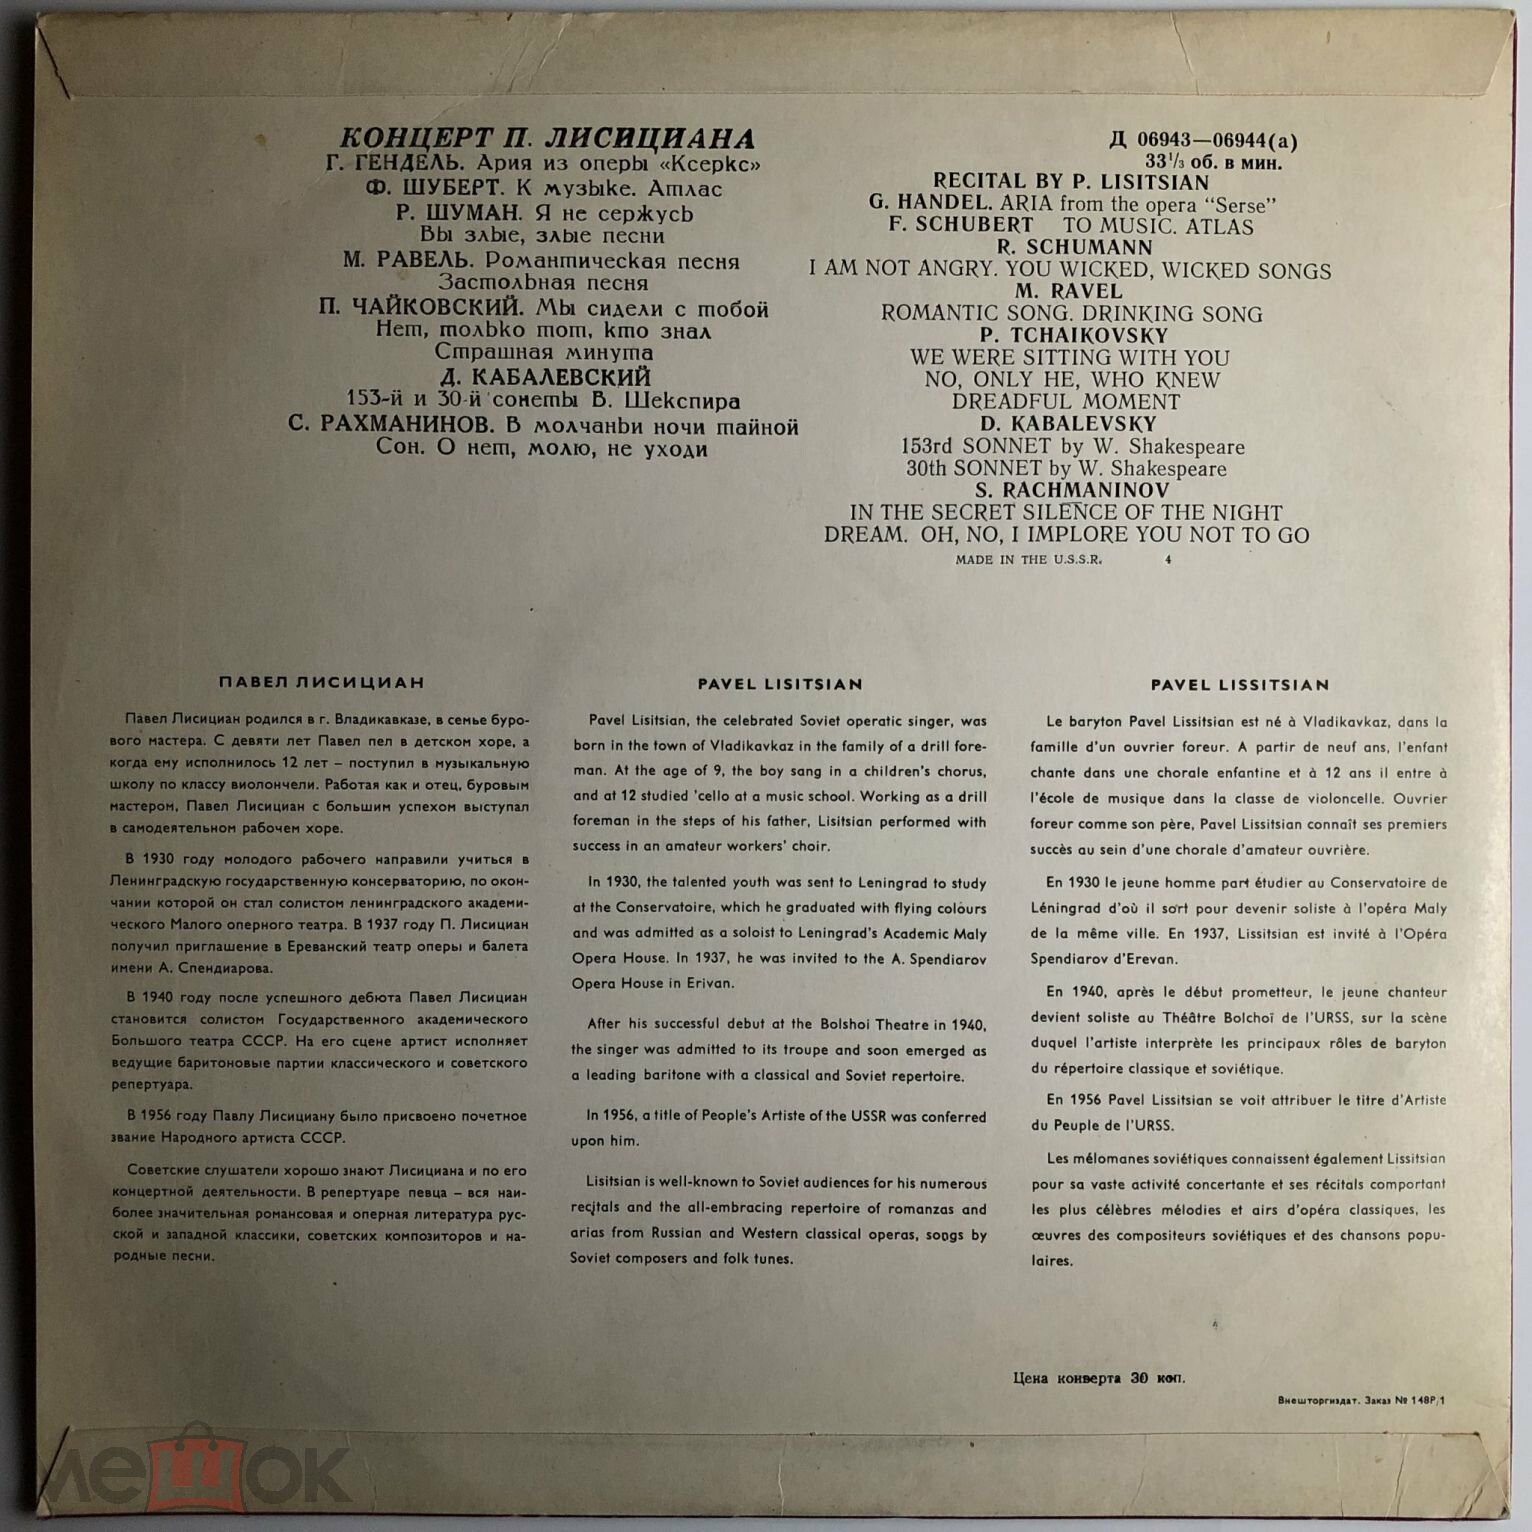 КОНЦЕРТ П. ЛИСИЦИАНА
Г. ГЕНДЕЛЬ. Ария из оперы «Ксеркс»
Ф. ШУБЕРТ. К музыке. Атлас
Р. ШУМАН. Я не сержусь
Вы злые, злые песни
М. РАВЕЛЬ. Романтическая песня
Застольная песня
П. ЧАЙКОВСКИЙ. Мы сидели с тобой
Нет, только тот, кто знал
Страшная минута
Д. КАБАЛЕВСКИЙ
153-й и 30-й сонеты В. Шекспира
С. РАХМАНИНОВ. В молчаньи ночи тайной
Сон. О нет, молю, не уходи
Д 06943—06944(а)
33 1/3 об. в мин.
RECITAL BY P. LISITSIAN
G. HANDEL. ARIA from the opera “Serse”
F. SCHUBERT TO MUSIC. ATLAS
R. SCHUMANN
I AM NOT ANGRY. YOU WICKED, WICKED SONGS
M. RAVEL
ROMANTIC SONG. DRINKING SONG
P. TCHAIKOVSKY
WE WERE SITTING WITH YOU
NO, ONLY HE, WHO KNEW
DREADFUL MOMENT
D. KABALEVSKY
153rd SONNET by W. Shakespeare
30th SONNET by W. Shakespeare
S. RACHMANINOV
IN THE SECRET SILENCE OF THE NIGHT
DREAM. OH, NO, I IMPLORE YOU NOT TO GO
MADE IN THE U.S.S.R. 4
ПАВЕЛ ЛИСИЦИАН
Павел Лисициан родился в г. Владикавказе, в семье буро-
вого мастера. С девяти лет Павел пел в детском хоре, а
когда ему исполнилось 12 лет – поступил в музыкальную
школу по классу виолончели. Работая как и отец, буровым
мастером, Павел Лисициан с большим успехом выступал
в самодеятельном рабочем хоре.
В 1930 году молодого рабочего направили учиться в
Ленинградскую государственную консерваторию, по окон-
чании которой он стал солистом ленинградского академи-
ческого Малого оперного театра. В 1937 году П. Лисициан
получил приглашение в Ереванский театр оперы и балета
имени А. Спендиарова.
В 1940 году после успешного дебюта Павел Лисициан
становится солистом Государственного академического
Большого театра СССР. На его сцене артист исполняет
ведущие баритоновые партии классического и советского
репертуара.
В 1956 году Павлу Лисициану было присвоено почетное
звание Народного артиста СССР.
Советские слушатели хорошо знают Лисициана и по его
концертной деятельности. В репертуаре певца – вся наи-
более значительная романсовая и оперная литература рус-
ской и западной классики, советских композиторов и на-
родные песни.
PAVEL LISITSIAN
Pavel Lisitsian, the celebrated Soviet operatic singer, was
born in the town of Vladikavkaz in the family of a drill fore-
man. At the age of 9, the boy sang in a children's chorus,
and at 12 studied 'cello at a music school. Working as a drill
foreman in the steps of his father, Lisitsian performed with
success in an amateur workers' choir.
In 1930, the talented youth was sent to Leningrad to study
at the Conservatoire, which he graduated with flying colours
and was admitted as a soloist to Leningrad's Academic Maly
Opera House. In 1937, he was invited to the A. Spendiarov
Opera House in Erivan.
After his successful debut at the Bolshoi Theatre in 1940,
the singer was admitted to its troupe and soon emerged as
a leading baritone with a classical and Soviet repertoire.
In 1956, a title of People's Artiste of the USSR was conferred
upon him.
Lisitsian is well-known to Soviet audiences for his numerous
recitals and the all-embracing repertoire of romanzas and
arias from Russian and Western classical operas, songs by
Soviet composers and folk tunes.
PAVEL LISSITSIAN
Le baryton Pavel Lissitsian est né à Vladikavkaz, dans la
famille d'un ouvrier foreur. A partir de neuf ans, l'enfant
chante dans une chorale enfantine et à 12 ans il entre à
l'école de musique dans la classe de violoncelle. Ouvrier
foreur comme son père, Pavel Lissitsian connaît ses premiers
succès au sein d'une chorale d'amateur ouvrière.
En 1930 le jeune homme part étudier au Conservatoire de
Léningrad d'où il sort pour devenir soliste à l'opéra Maly
de la même ville. En 1937, Lissitsian est invité à l'Opéra
Spendiarov d'Erevan.
En 1940, après le début prometteur, le jeune chanteur
devient soliste au Théâtre Bolchoï de l'URSS, sur la scène
duquel l'artiste interprète les principaux rôles de baryton
du répertoire classique et soviétique.
En 1956 Pavel Lissitsian se voit attribuer le titre d'Artiste
du Peuple de l'URSS.
Les mélomanes soviétiques connaissent également Lissitsian
pour sa vaste activité concertante et ses récitals comportant
les plus célèbres mélodies et airs d'opéra classiques, les
œuvres des compositeurs soviétiques et des chansons popu-
laires.
Цена конверта 30 коп.
Внешторгиздат. Заказ № 148Р/1
мешок